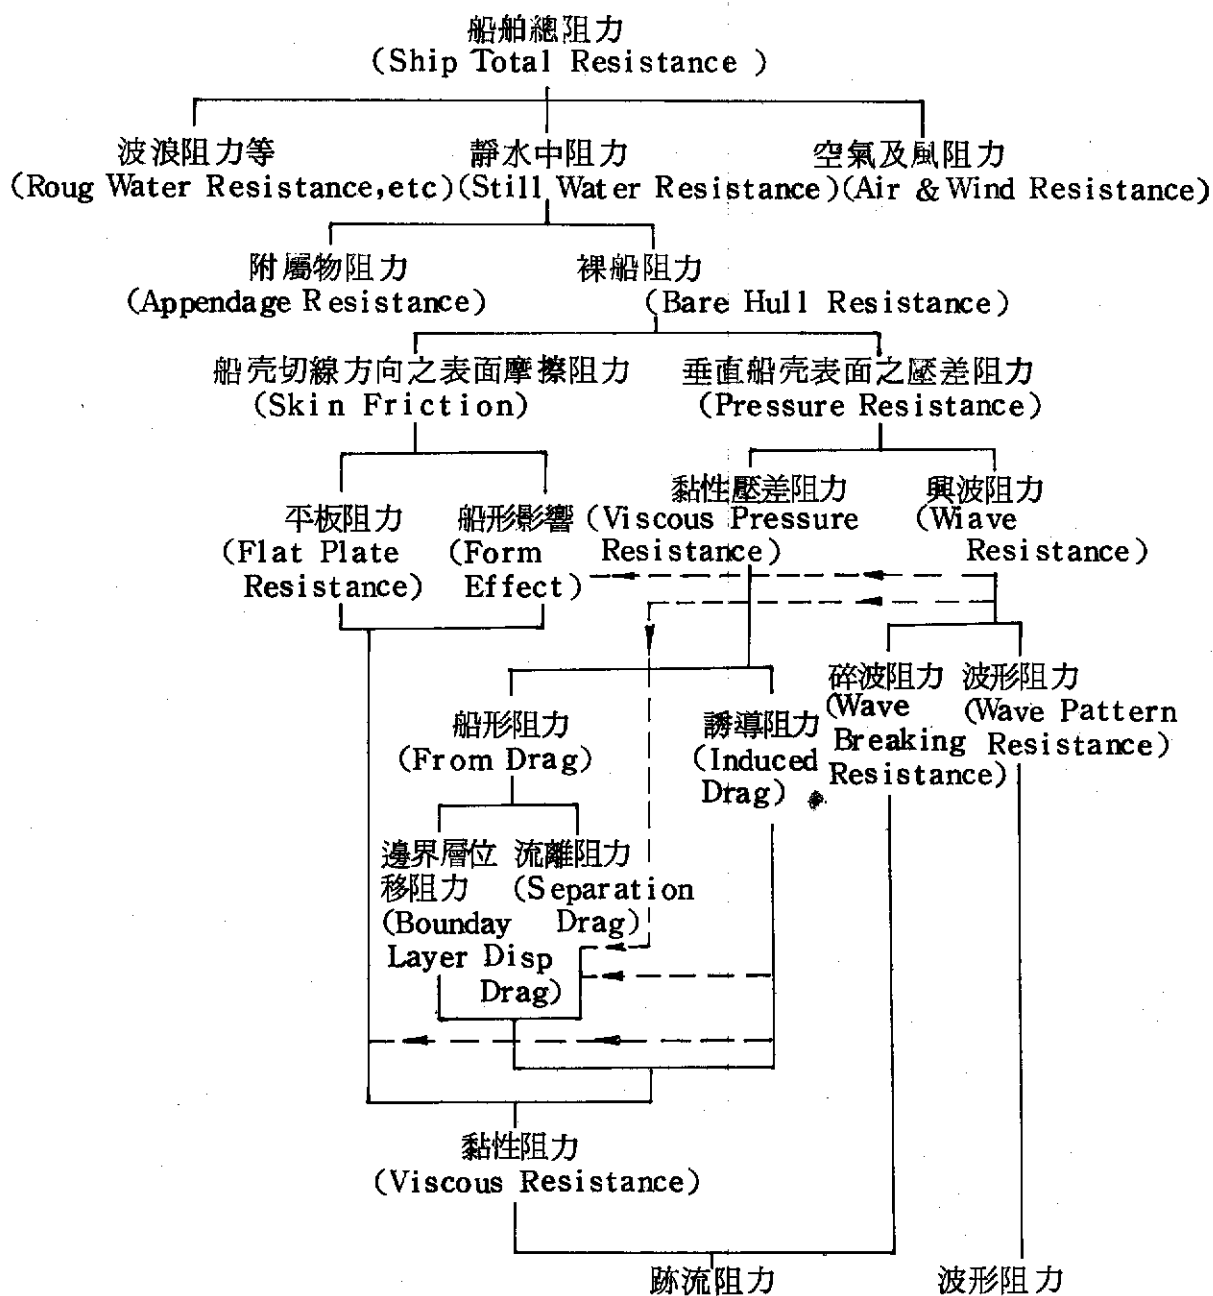 船舶總阻力
(Ship Total Resistance )
波浪阻力等 靜水中阻力 空氣及風阻力
(Roug Water Resistance,etc)(Still Water Resistance)(Air & Wind Resistance)
附屬物阻力 裸船阻力
(Appendage Resistance) (Bare Hull Resistance)
船壳切線方向之表面摩擦阻力 垂直船壳表面之壓差阻力
(Skin Friction) (Pressure Resistance)
平板阻力
(Flat Plate
Resistance)
船形影響
(Form
Effect)
黏性壓差阻力
(Viscous Pressure
Resistance)
興波阻力
(Wiave
Resistance)
船形阻力
(From Drag)
誘導阻力
(Induced
Drag)
碎波阻力
(Wave
Breaking
Resistance)
波形阻力
(Wave Pattern
Resistance)
邊界層位
移阻力
(Bounday
Layer Disp
Drag)
流離阻力
(Separation
Drag)
黏性阻力
(Viscous Resistance)
跡流阻力 波形阻力